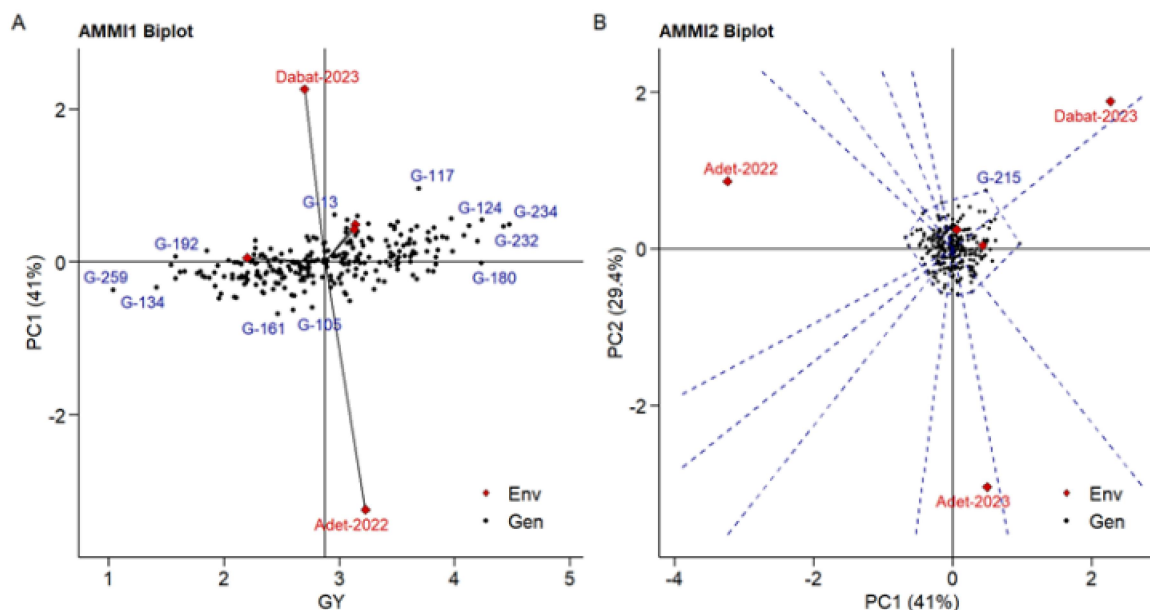 A
AMMI1 Biplot
Dabat-2023
2
G-117
G-13
G-124
G-234
G-192
G-232
0
G-259
G-180
G-134
G-161
G-105
-2
Env
Gen
Adet-2022
1
2
3
4
5
GY
PC1 (41%)
B
AMMI2 Biplot
2
Dabat-2023
Adet-2022
G-215
0
-2
Env
Adet-2023
Gen
-4
-2
0
2
PC1 (41%)
PC2 (29.4%)